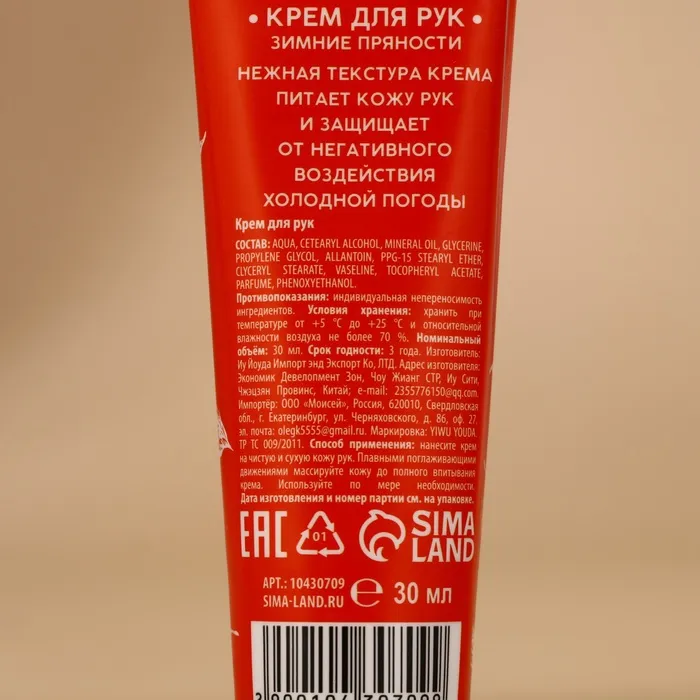 • КРЕМ ДЛЯ РУК •
ЗИМНИЕ ПРЯНОСТИ
НЕЖНАЯ ТЕКСТУРА КРЕМА
ПИТАЕТ КОЖУ РУК
И ЗАЩИЩАЕТ
ОТ НЕГАТИВНОГО
ВОЗДЕЙСТВИЯ
ХОЛОДНОЙ ПОГОДЫ
Крем для рук
СОСТАВ: AQUA, CETEARYL ALCOHOL, MINERAL OIL, GLYCERINE,
PROPYLENE GLYCOL, ALLANTOIN, PPG-15 STEARYL ETHER,
CLYCERYL STEARATE, VASELINE, TOCOPHERYL ACETATE,
PARFUME, PHENOXYETHANOL.
Противопоказания: индивидуальная непереносимость
ингредиентов. Условия хранения: хранить при
температуре от +5 °C до +25 °C и относительной
влажности воздуха не более 70 %. Номинальный
объём: 30 мл. Срок годности: 3 года. Изготовитель:
Иу Йоуда Импорт энд Экспорт Ко, ЛТД. Адрес изготовителя:
Экономик Девелопмент Зон, Чоу Жианг СТР, Иу Сити,
Чжэцзян Провинс, Китай; e-mail: 2355776150@qq.com.
Импортёр: ООО «Моисей», Россия, 620010, Свердловская
обл., г. Екатеринбург, ул. Черняховского, д. 86, оф. 27.
эл. почта: olegk5555@gmail.ru. Маркировка: YIWU YOUDA.
ТР ТС 009/2011. Способ применения: нанесите крем
на чистую и сухую кожу рук. Плавными поглаживающими
движениями массируйте кожу до полного впитывания
крема. Используйте по мере необходимости.
Дата изготовления и номер партии см. на упаковке.
EAC 01 SIMA
LAND
АРТ.: 10430709
SIMA-LAND.RU ℮ 30 мл